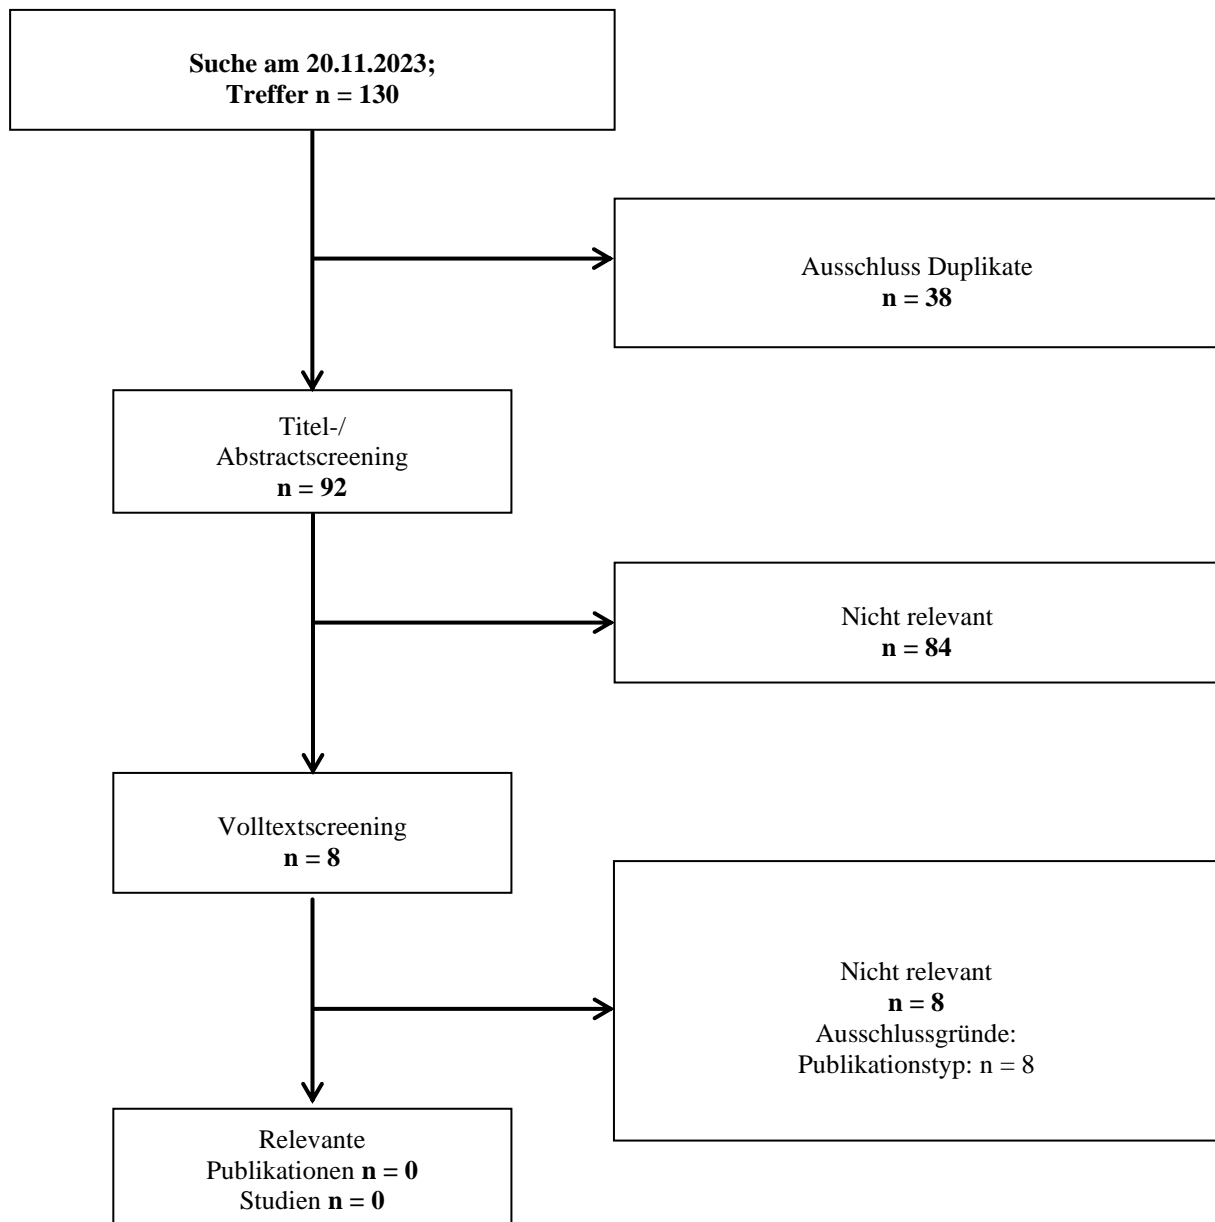 Suche am 20.11.2023;
Treffer n = 130
Ausschluss Duplikate
n = 38
Titel-/
Abstractscreening
n = 92
Nicht relevant
n = 84
Volltextscreening
n = 8
Nicht relevant
n = 8
Ausschlussgründe:
Publikationstyp: n = 8
Relevante
Publikationen n = 0
Studien n = 0